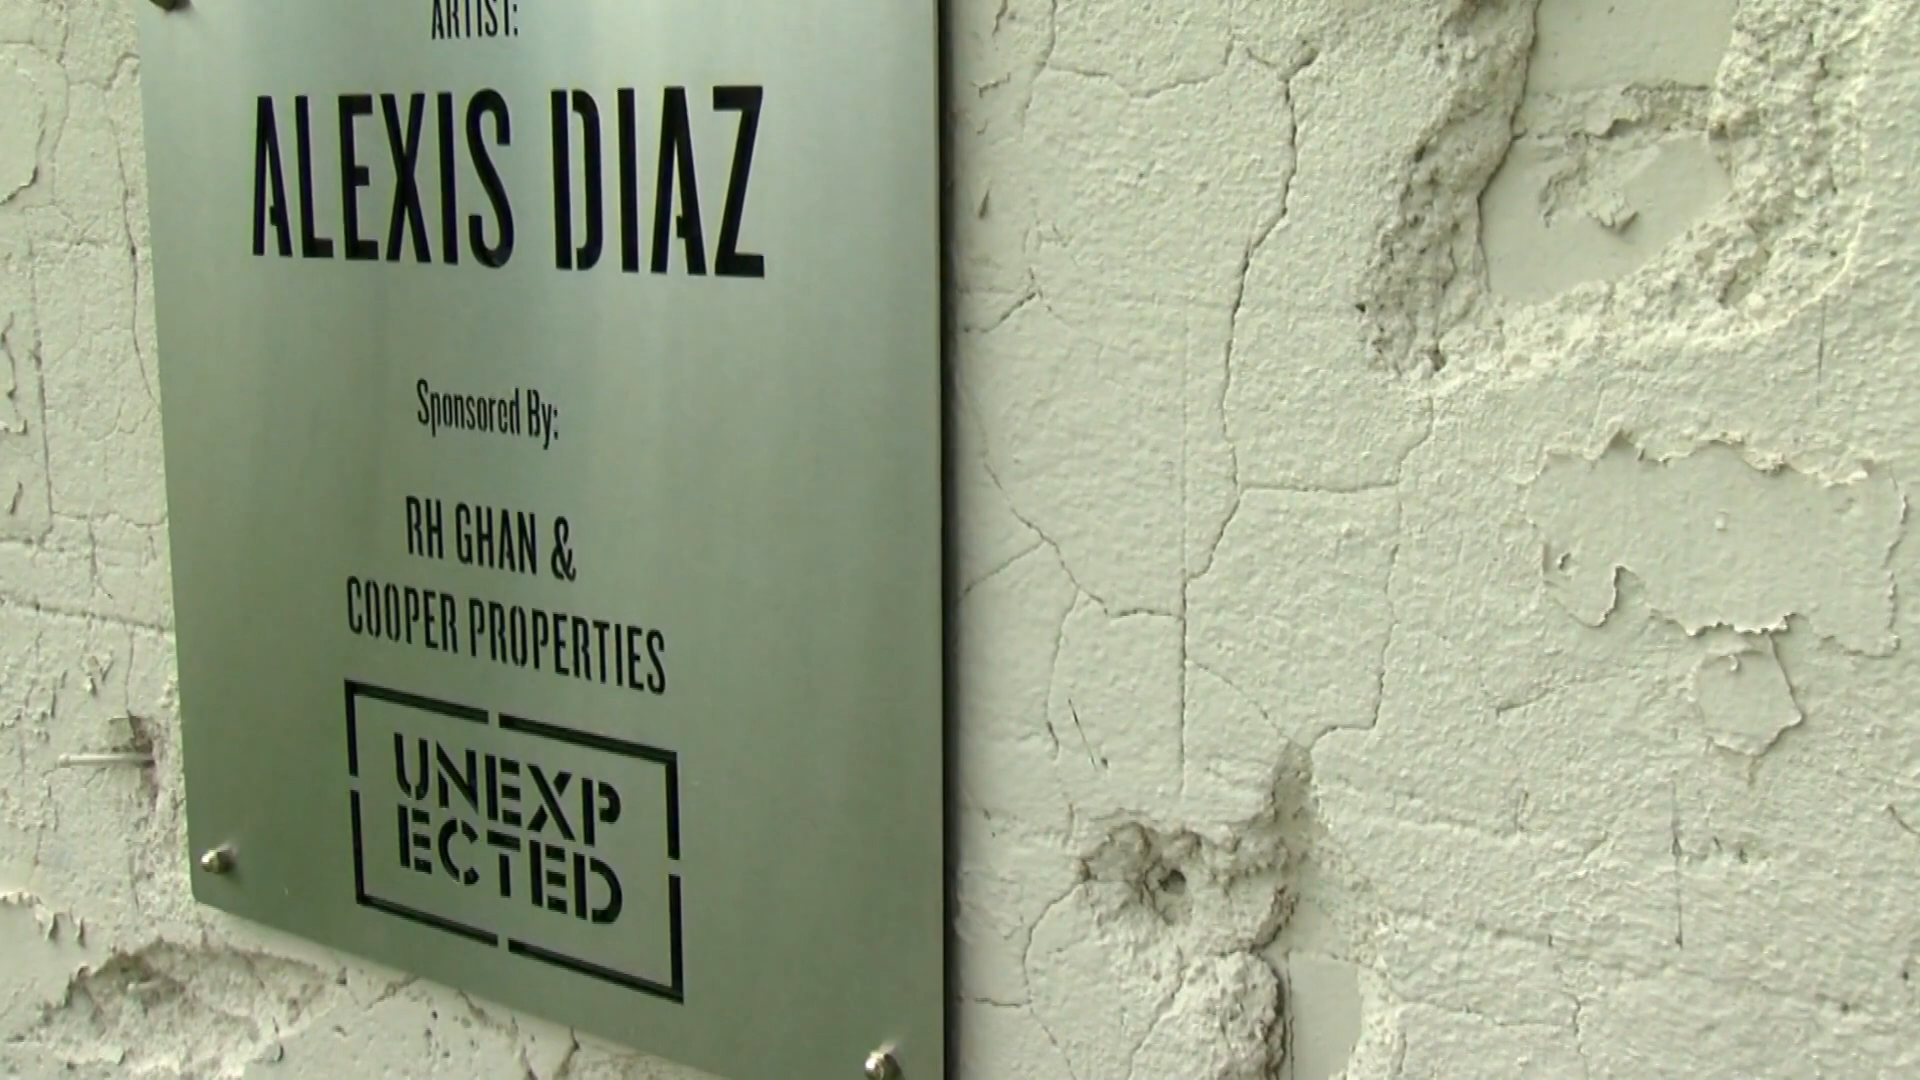 ARTIST:
ALEXIS DIAZ
Sponsored By:
RH GHAN &
COOPER PROPERTIES
UNEXP
ECTED